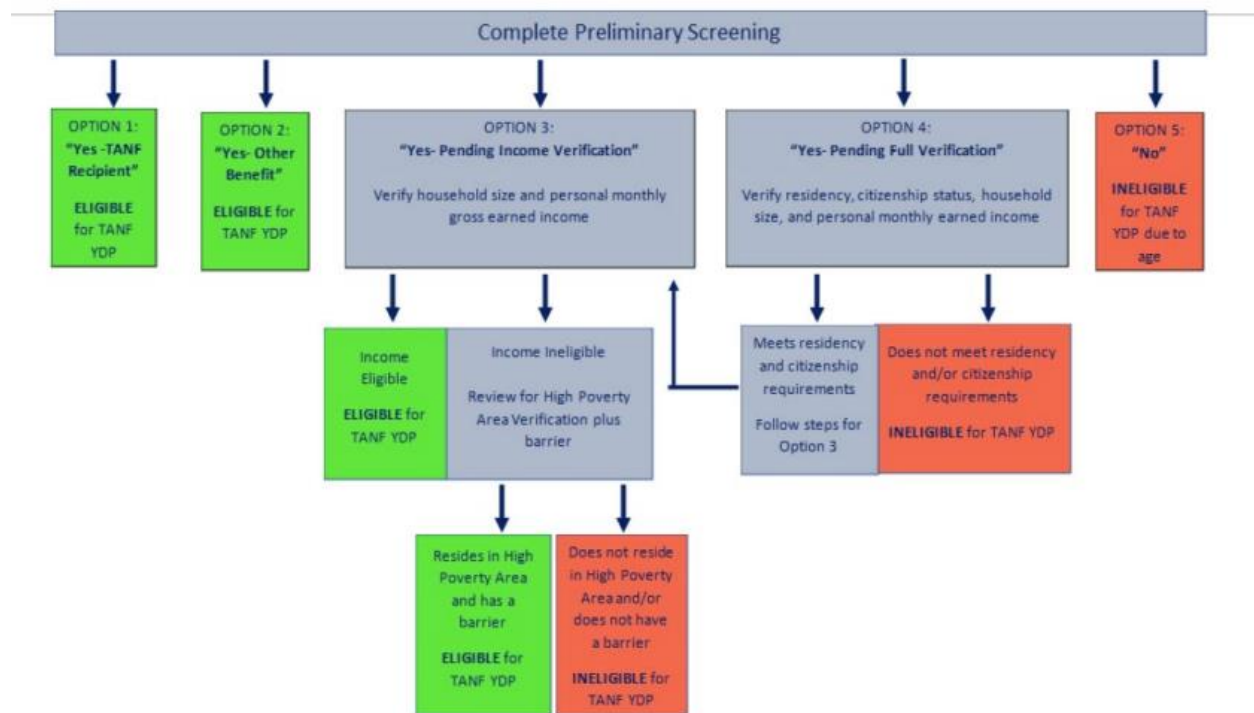 Complete Preliminary Screening
OPTION 1:
“Yes -TANF
Recipient”
ELIGIBLE
for TANF
YDP
OPTION 2:
“Yes- Other
Benefit”
ELIGIBLE for
TANF YDP
OPTION 3:
“Yes- Pending Income Verification”
Verify household size and personal monthly
gross earned income
OPTION 4:
“Yes- Pending Full Verification”
Verify residency, citizenship status, household
size, and personal monthly earned income
OPTION 5:
“No”
INELIGIBLE
for TANF
YDP due to
age
Income
Eligible
ELIGIBLE for
TANF YDP
Income Ineligible
Review for High Poverty
Area Verification plus
barrier
Meets residency
and citizenship
requirements
Follow steps for
Option 3
Does not meet residency
and/or citizenship
requirements
INELIGIBLE for TANF YDP
Resides in High
Poverty Area
and has a
barrier
ELIGIBLE for
TANF YDP
Does not reside
in High Poverty
Area and/or
does not have
a barrier
INELIGIBLE for
TANF YDP